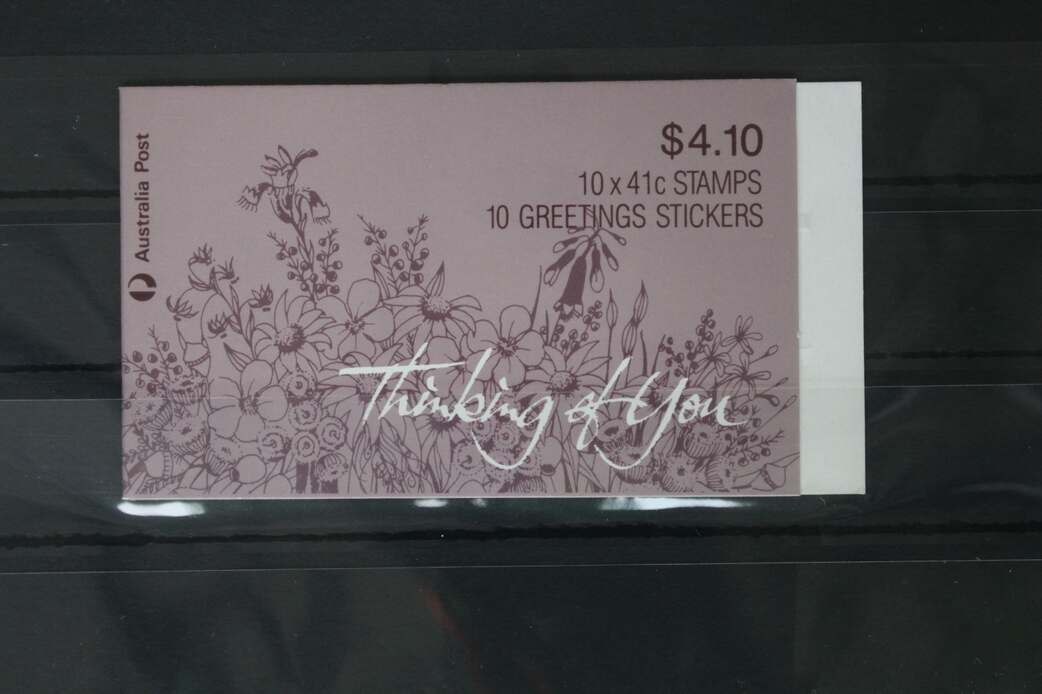 Australia Post
$4.10
10 x 41c STAMPS
10 GREETINGS STICKERS
Thinking of You